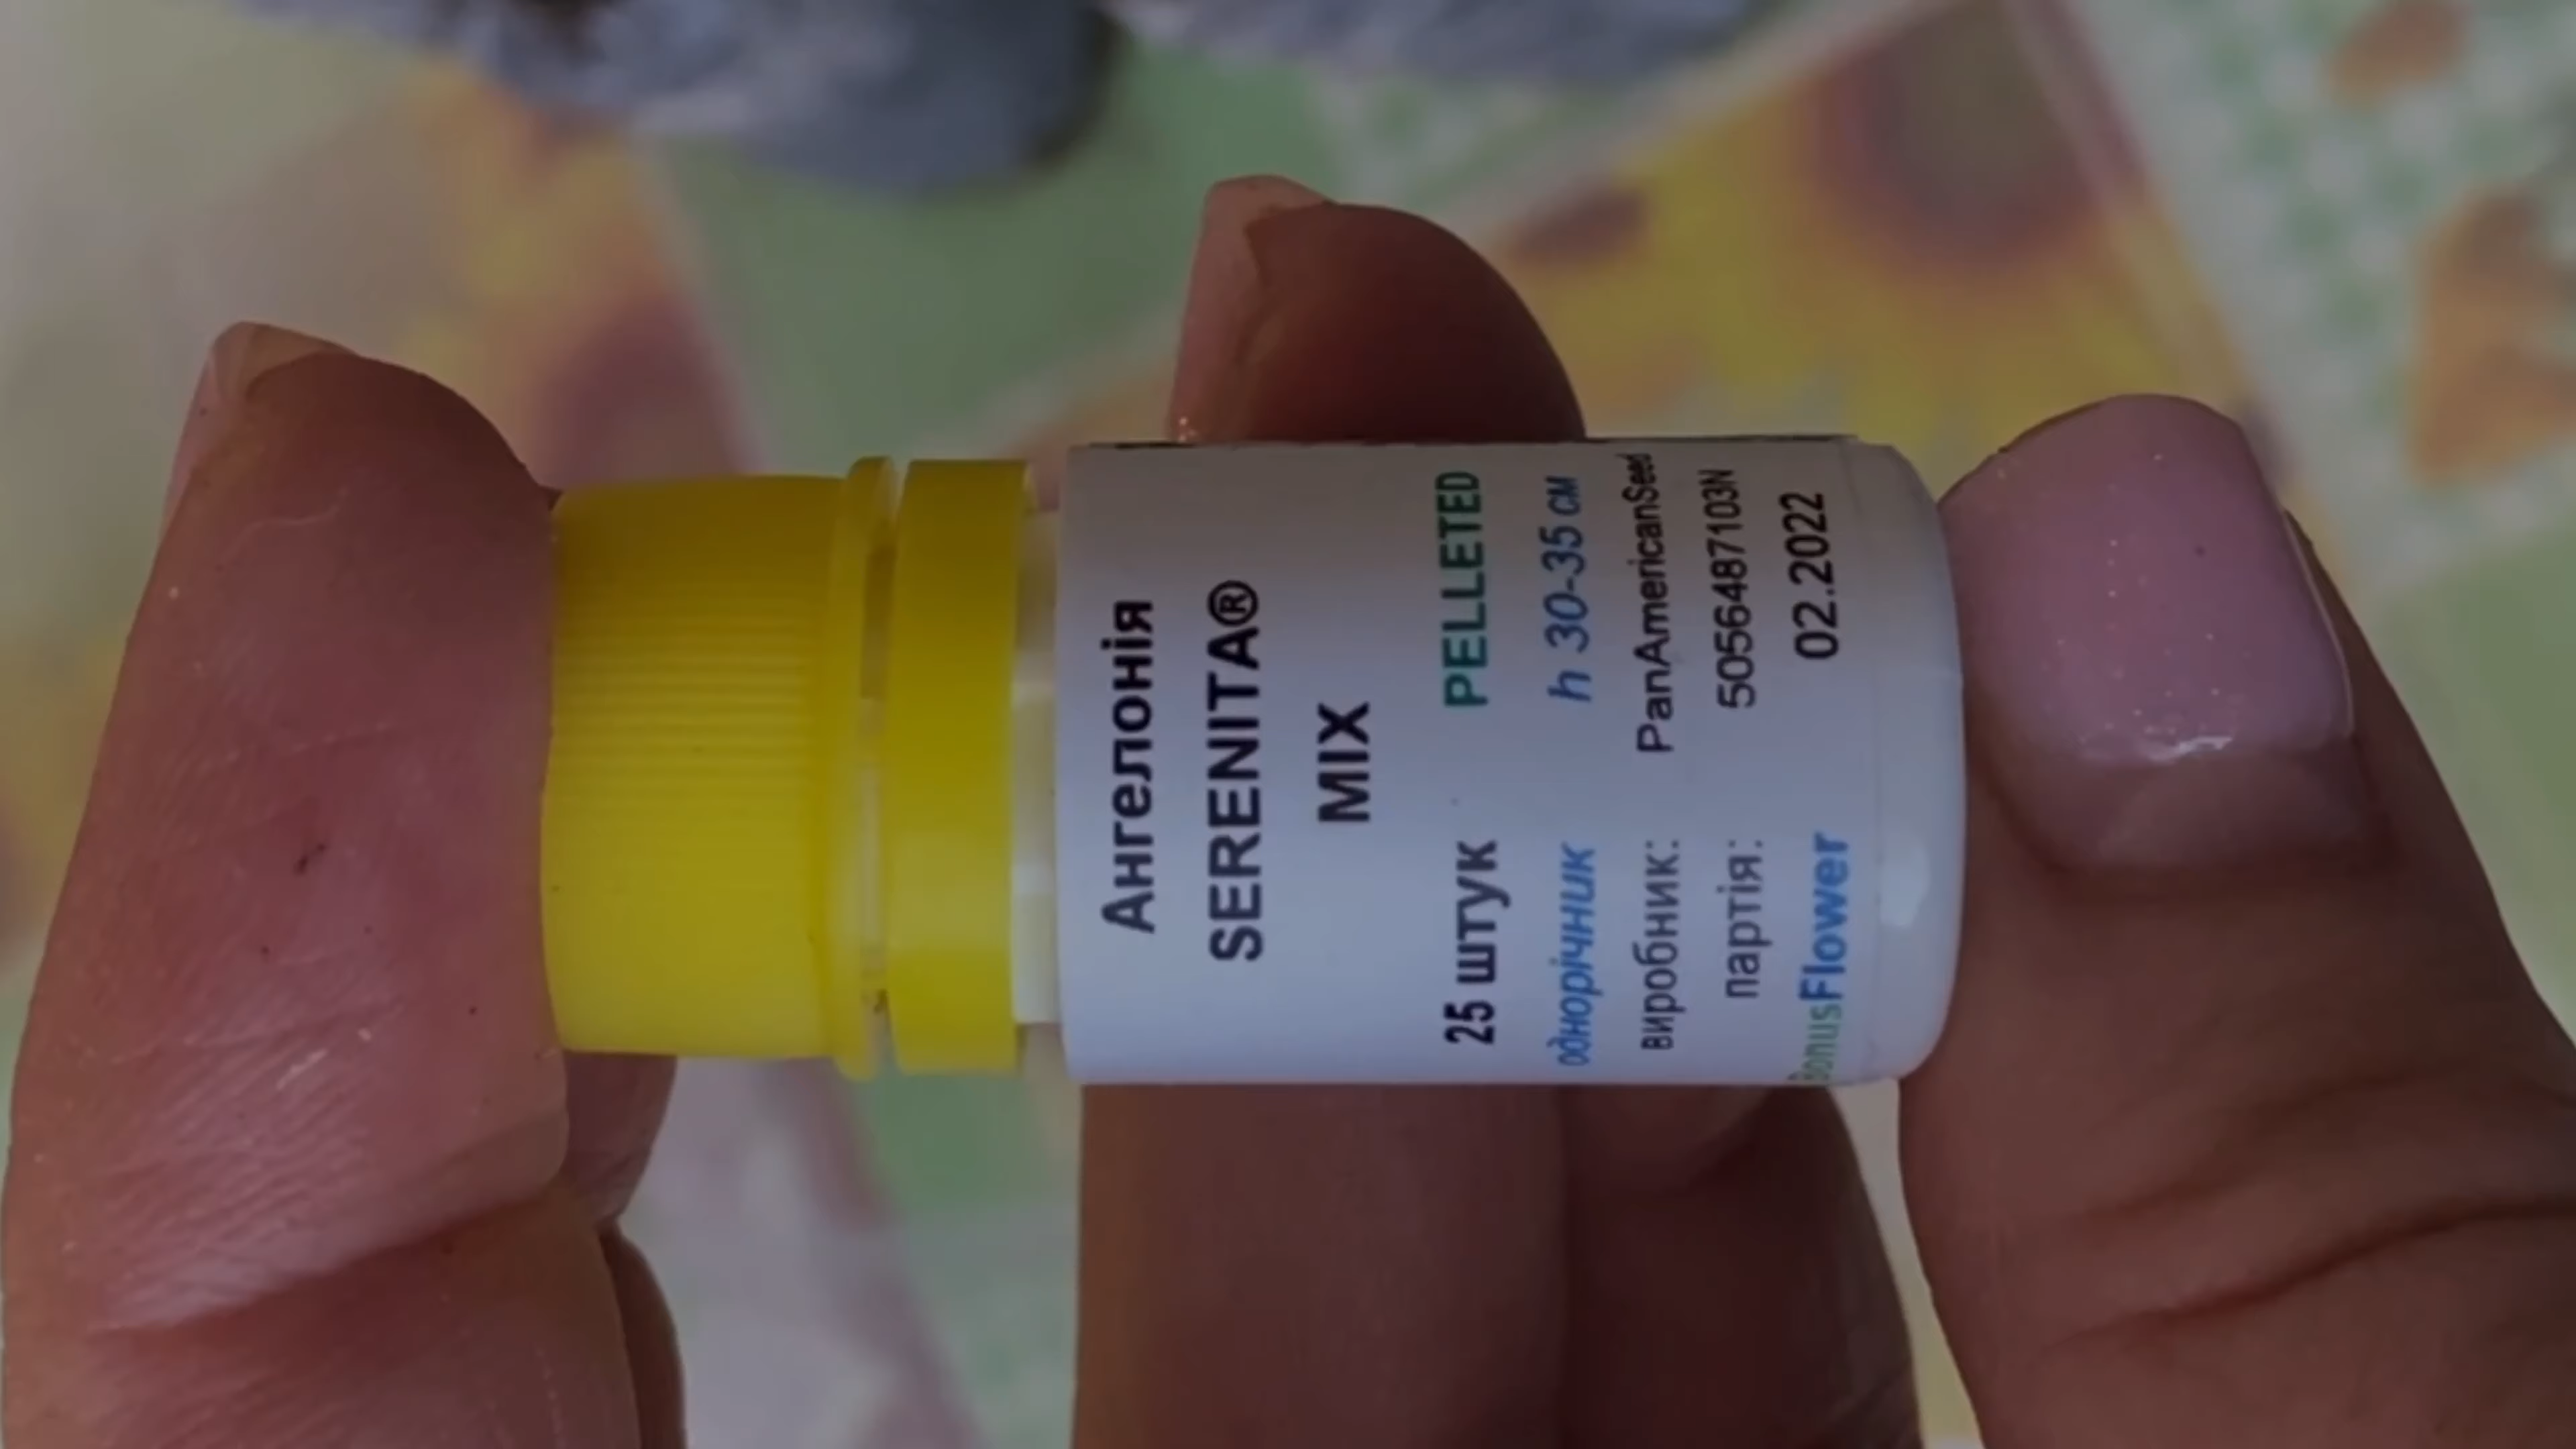 Ангелонія
SERENITA®
MIX
25 штук PELLETED
однорічник h 30-35 см
виробник: PanAmericanSeed
партія: 5056487103N
BonusFlower 02.2022